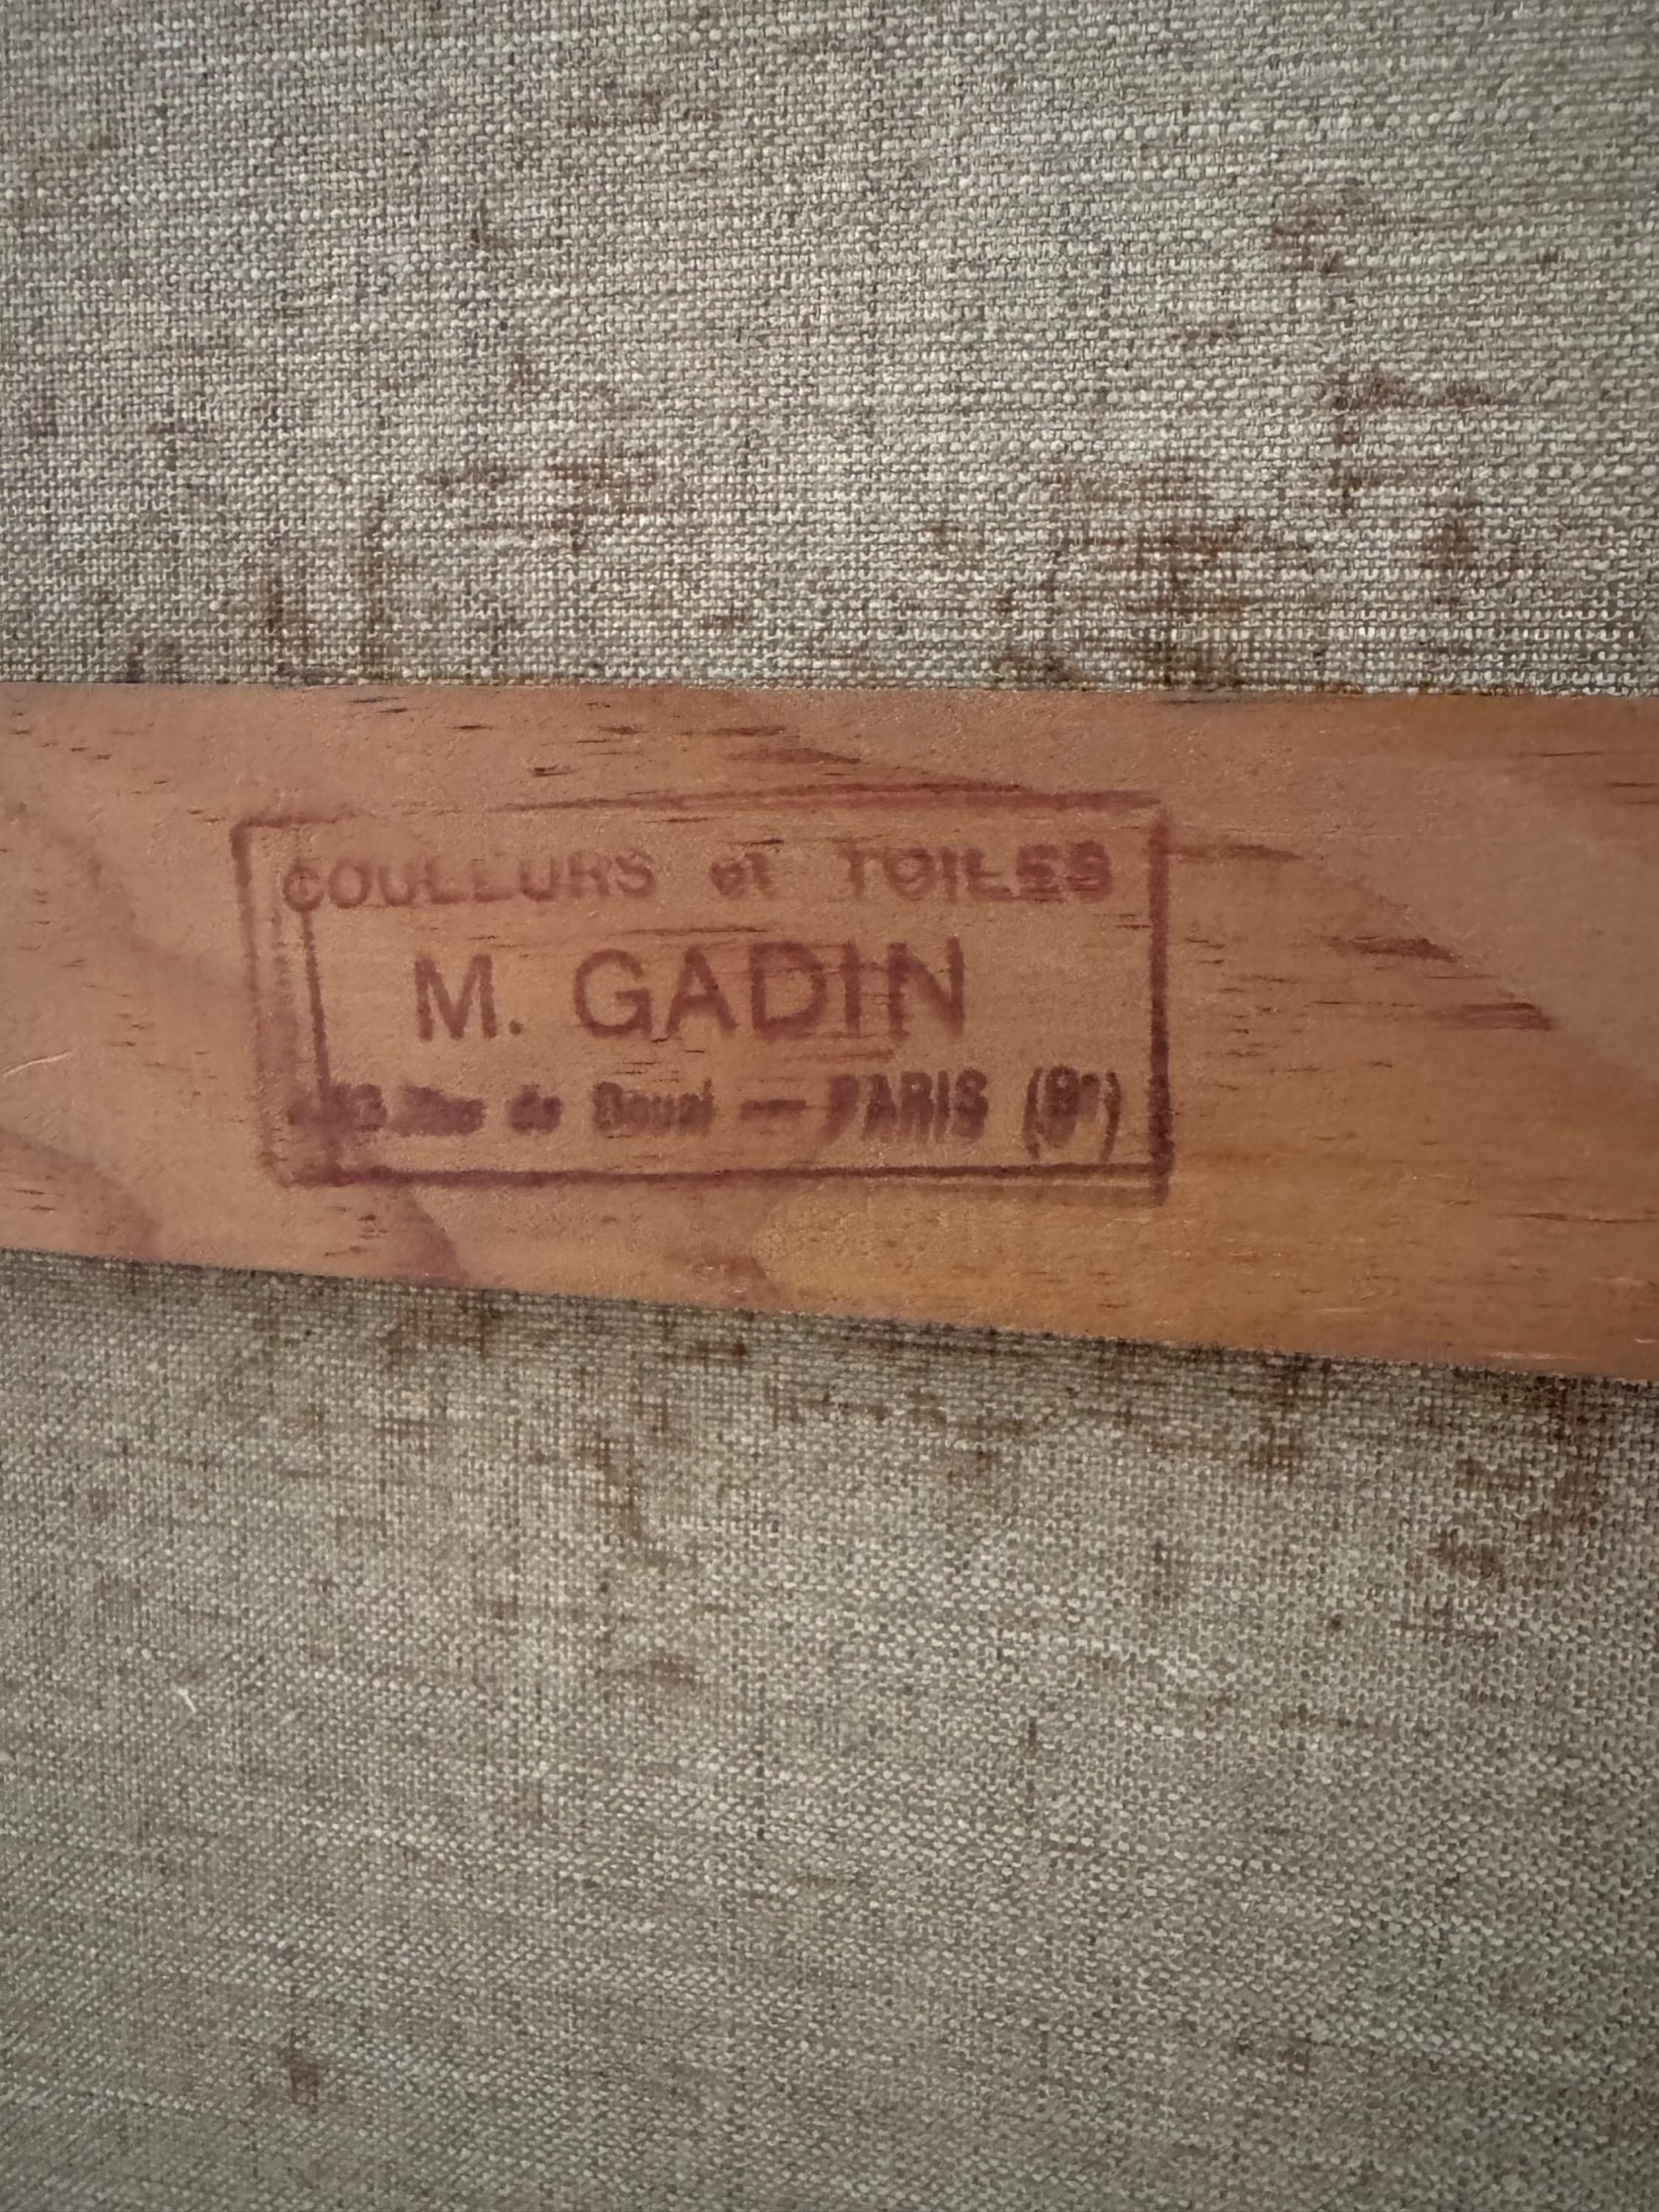 COULEURS et TOILES
M. GADIN
Rue de Douai — PARIS (9e)